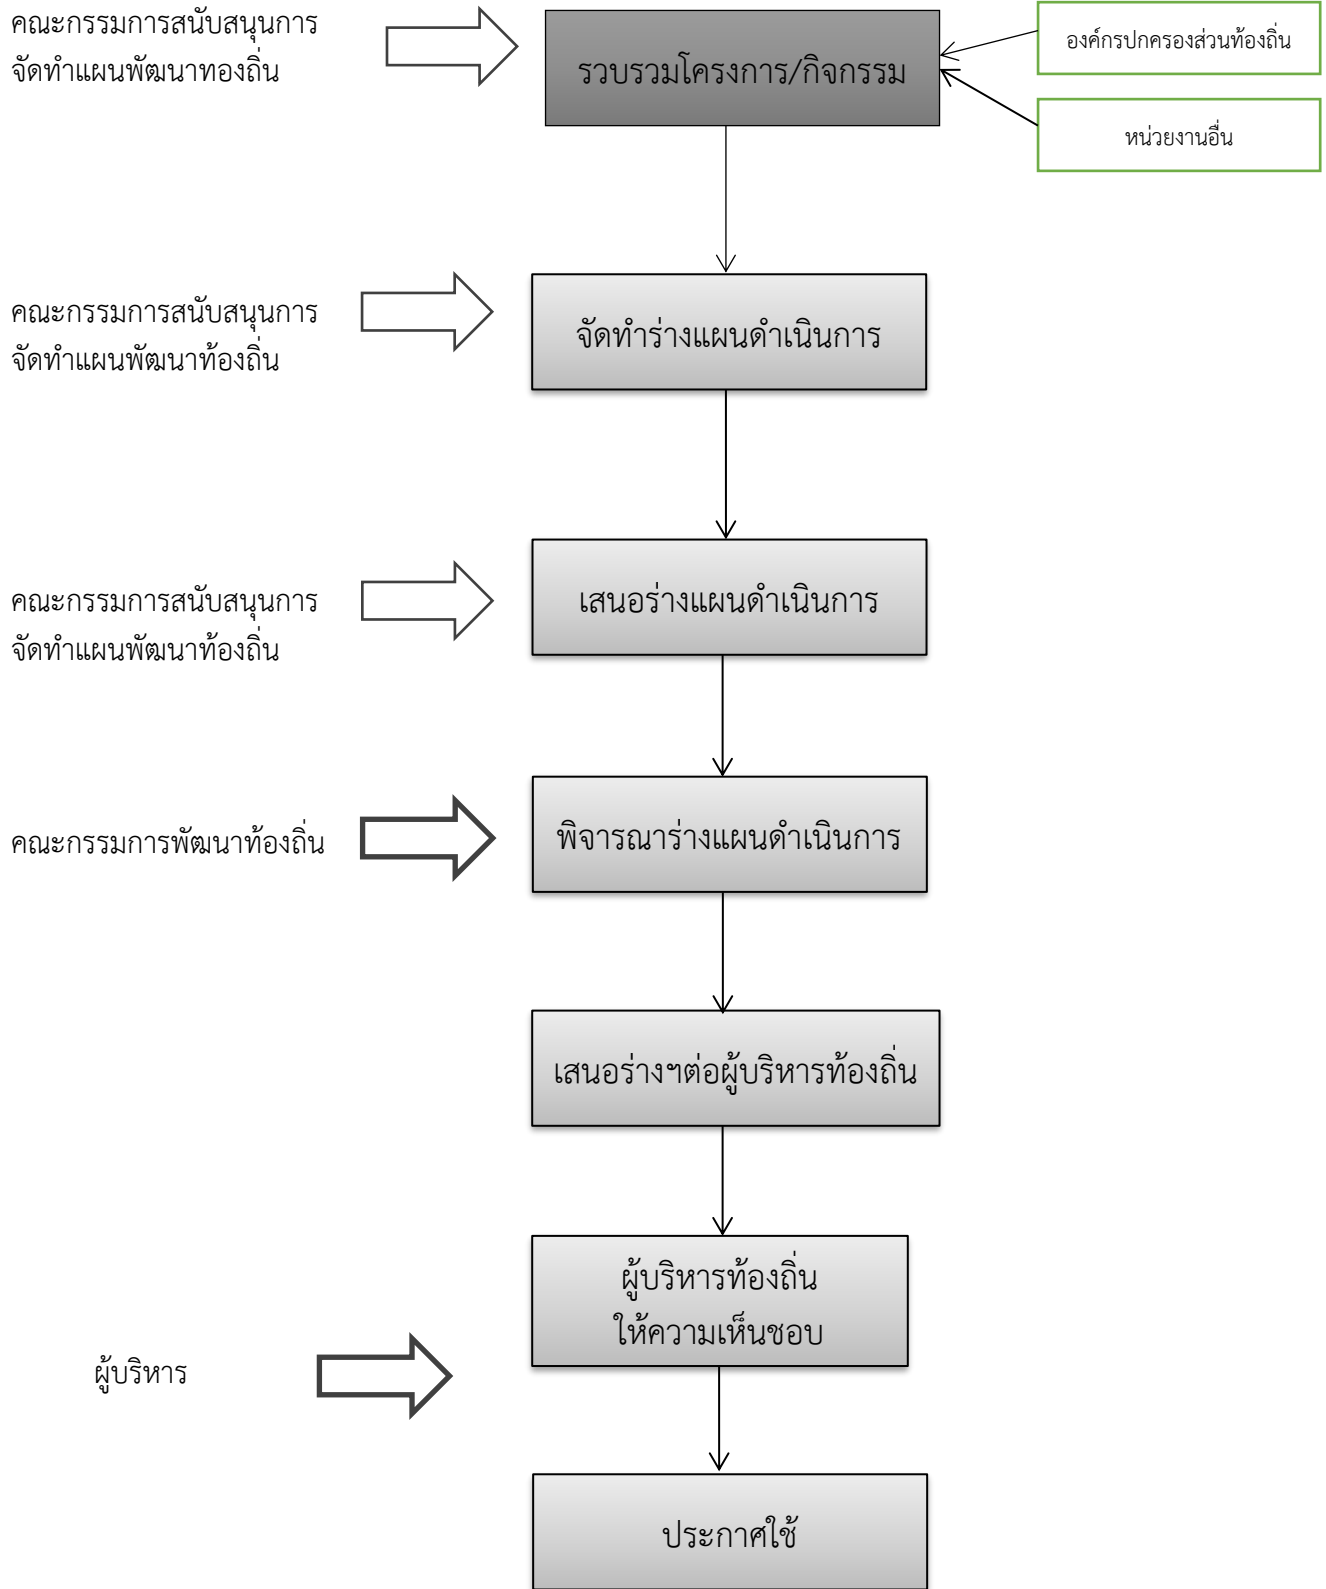 คณะกรรมการสนับสนุนการ
จัดทำแผนพัฒนาทองถิ่น
รวบรวมโครงการ/กิจกรรม
องค์กรปกครองส่วนท้องถิ่น
หน่วยงานอื่น
คณะกรรมการสนับสนุนการ
จัดทำแผนพัฒนาท้องถิ่น
จัดทำร่างแผนดำเนินการ
คณะกรรมการสนับสนุนการ
จัดทำแผนพัฒนาท้องถิ่น
เสนอร่างแผนดำเนินการ
คณะกรรมการพัฒนาท้องถิ่น
พิจารณาร่างแผนดำเนินการ
เสนอร่างฯต่อผู้บริหารท้องถิ่น
ผู้บริหารท้องถิ่น
ให้ความเห็นชอบ
ผู้บริหาร
ประกาศใช้